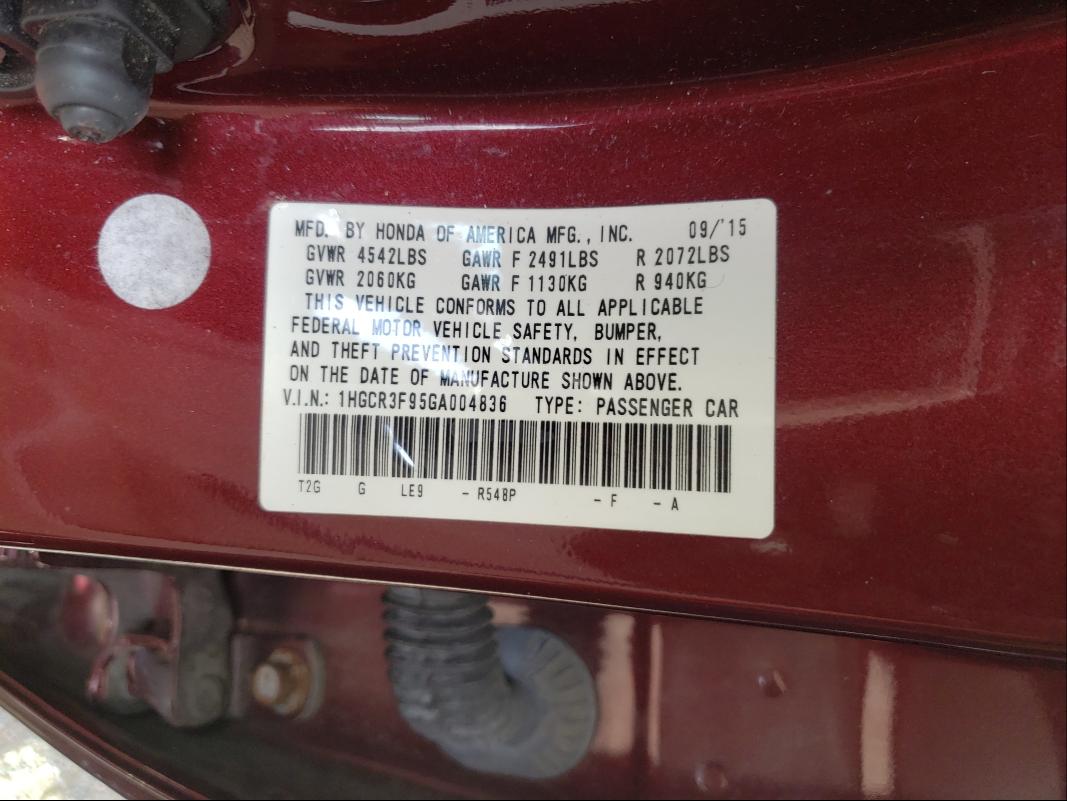 MFD. BY HONDA OF AMERICA MFG., INC. 09/'15
GVWR 4542LBS GAWR F 2491LBS R 2072LBS
GVWR 2060KG GAWR F 1130KG R 940KG
THIS VEHICLE CONFORMS TO ALL APPLICABLE
FEDERAL MOTOR VEHICLE SAFETY, BUMPER,
AND THEFT PREVENTION STANDARDS IN EFFECT
ON THE DATE OF MANUFACTURE SHOWN ABOVE.
V.I.N.: 1HGCR3F95GA004836 TYPE: PASSENGER CAR
T2G G LE9 - R548P - F - A